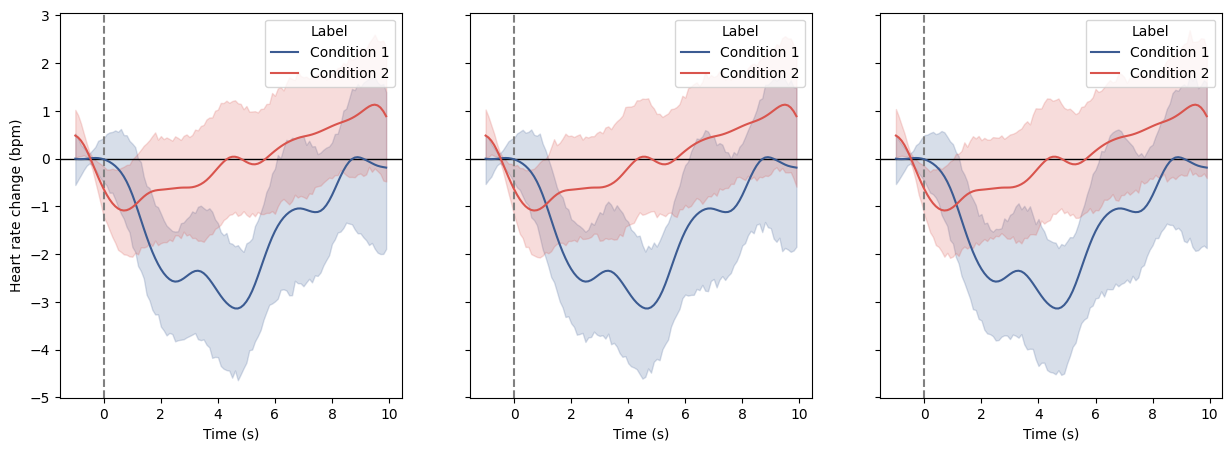 Heart rate change (bpm)
3
2
1
0
−1
−2
−3
−4
−5
Label
Condition 1
Condition 2
0
2
4
6
8
10
Time (s)
Label
Condition 1
Condition 2
0
2
4
6
8
10
Time (s)
Label
Condition 1
Condition 2
0
2
4
6
8
10
Time (s)